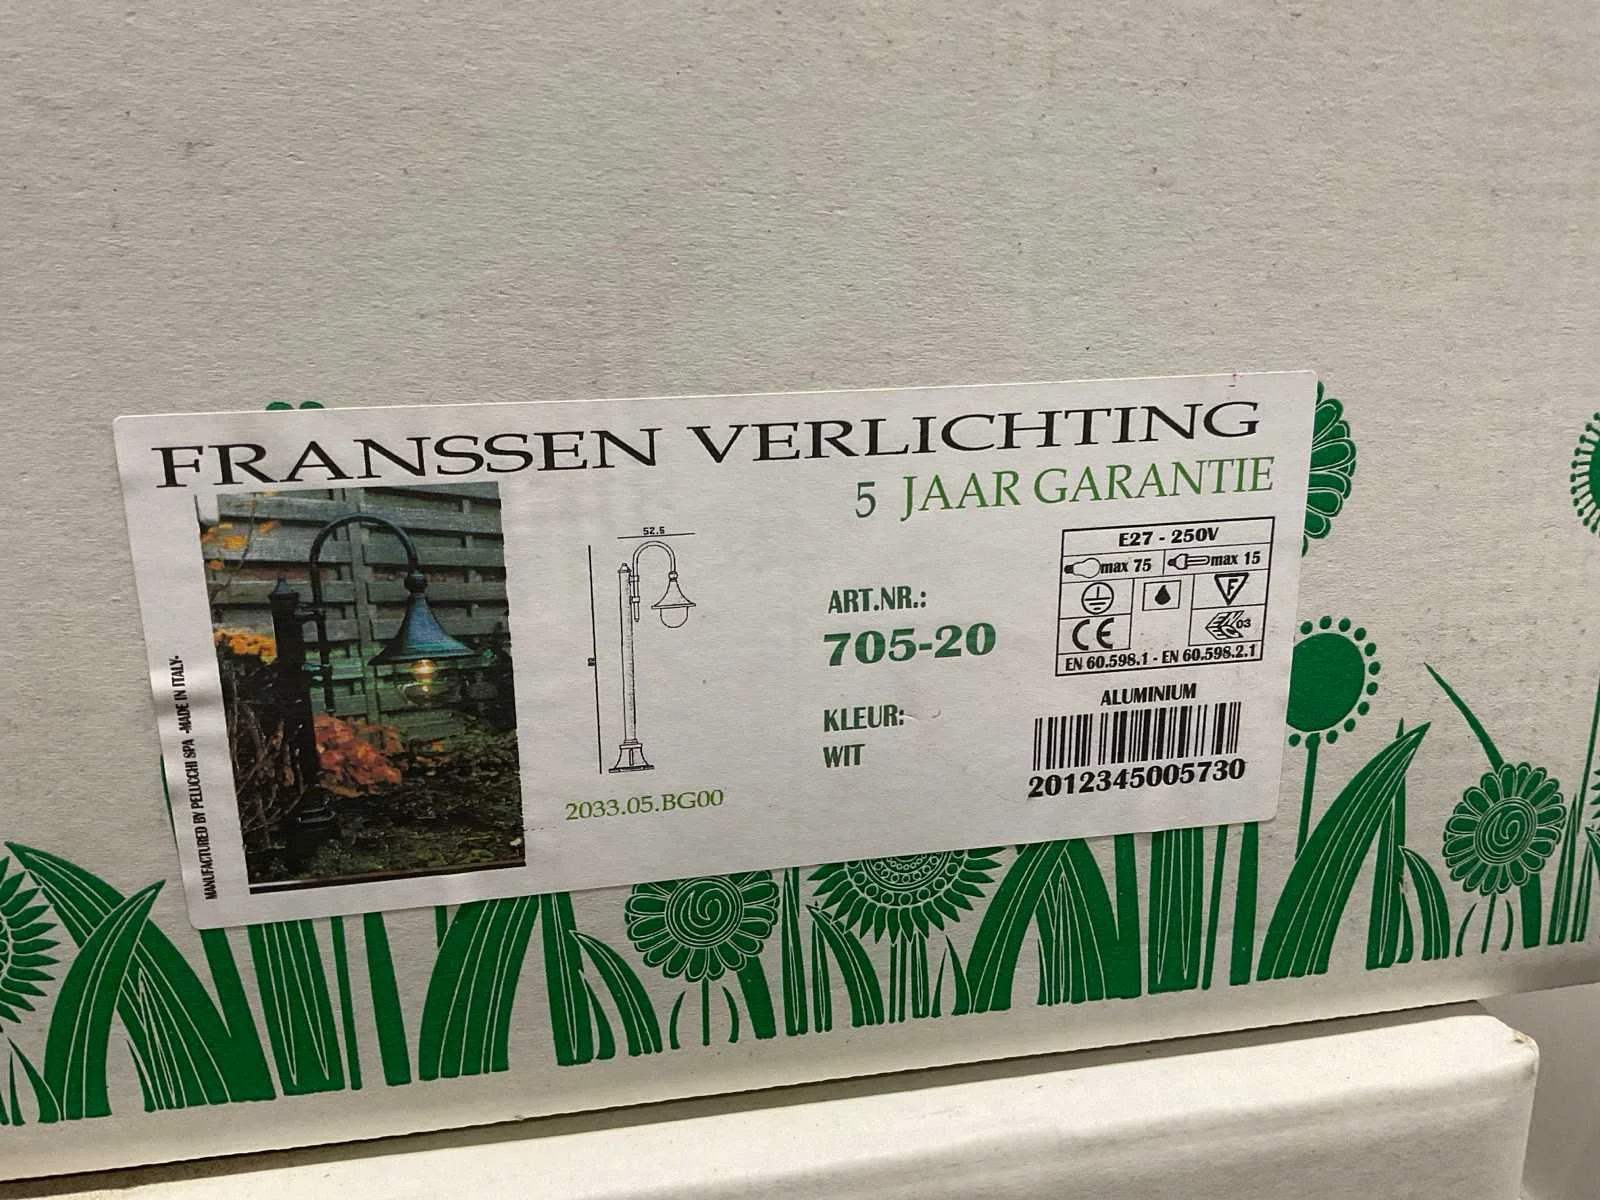 FRANSSEN VERLICHTING
5 JAAR GARANTIE
MANUFACTURED BY PELUCCHI SPA -MADE IN ITALY-
52.5
2033.05.BG00
ART.NR.:
705-20
KLEUR:
WIT
E27 - 250V
max 75 max 15
F
CE
03
EN 60.598.1 - EN 60.598.2.1
ALUMINIUM
2012345005730